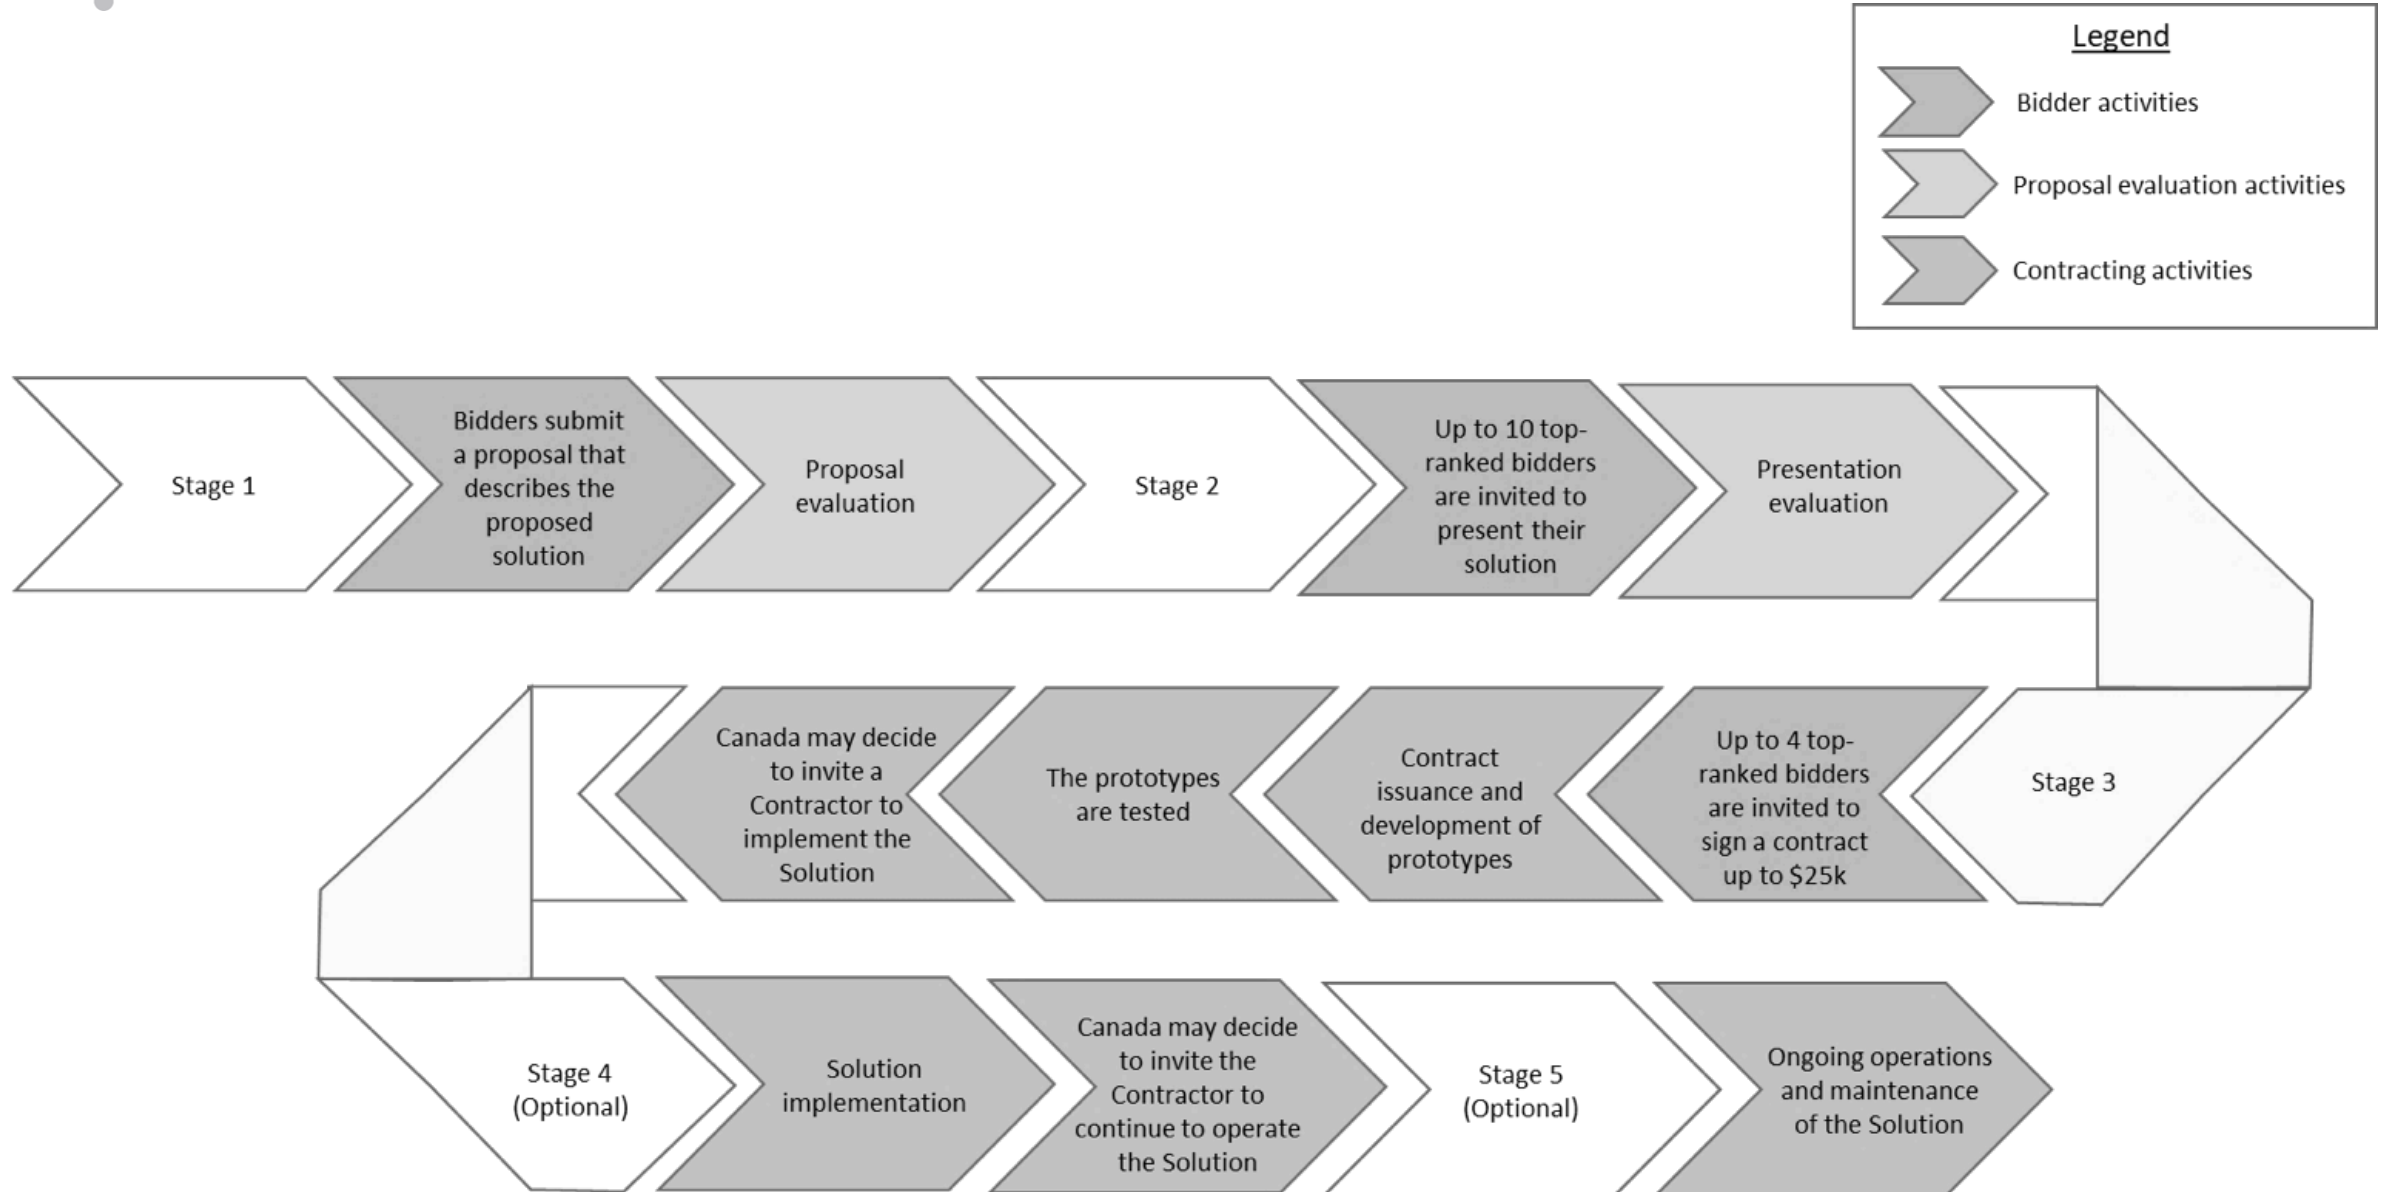 Legend
Bidder activities
Proposal evaluation activities
Contracting activities
Stage 1
Bidders submit
a proposal that
describes the
proposed
solution
Proposal
evaluation
Stage 2
Up to 10 top-
ranked bidders
are invited to
present their
solution
Presentation
evaluation
Stage 3
Up to 4 top-
ranked bidders
are invited to
sign a contract
up to $25k
Contract
issuance and
development of
prototypes
The prototypes
are tested
Canada may decide
to invite a
Contractor to
implement the
Solution
Stage 4
(Optional)
Solution
implementation
Canada may decide
to invite the
Contractor to
continue to operate
the Solution
Stage 5
(Optional)
Ongoing operations
and maintenance
of the Solution